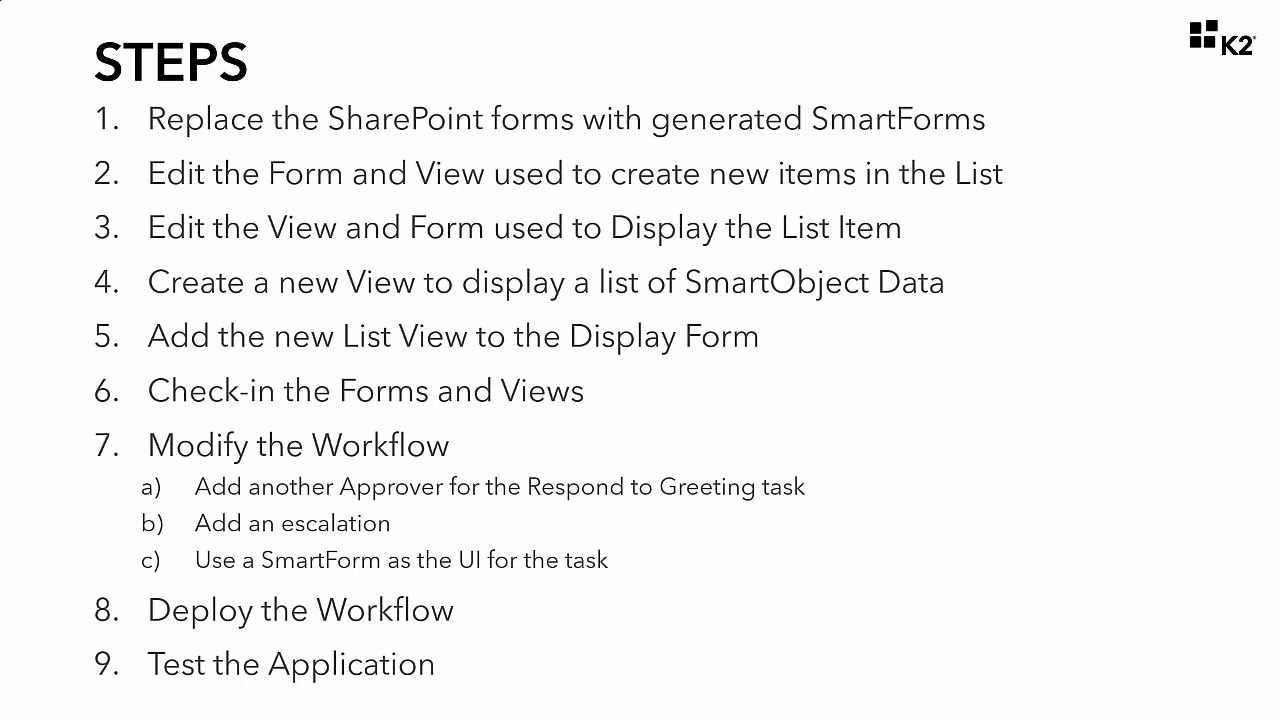 STEPS
K2
1. Replace the SharePoint forms with generated SmartForms
2. Edit the Form and View used to create new items in the List
3. Edit the View and Form used to Display the List Item
4. Create a new View to display a list of SmartObject Data
5. Add the new List View to the Display Form
6. Check-in the Forms and Views
7. Modify the Workflow
a) Add another Approver for the Respond to Greeting task
b) Add an escalation
c) Use a SmartForm as the UI for the task
8. Deploy the Workflow
9. Test the Application